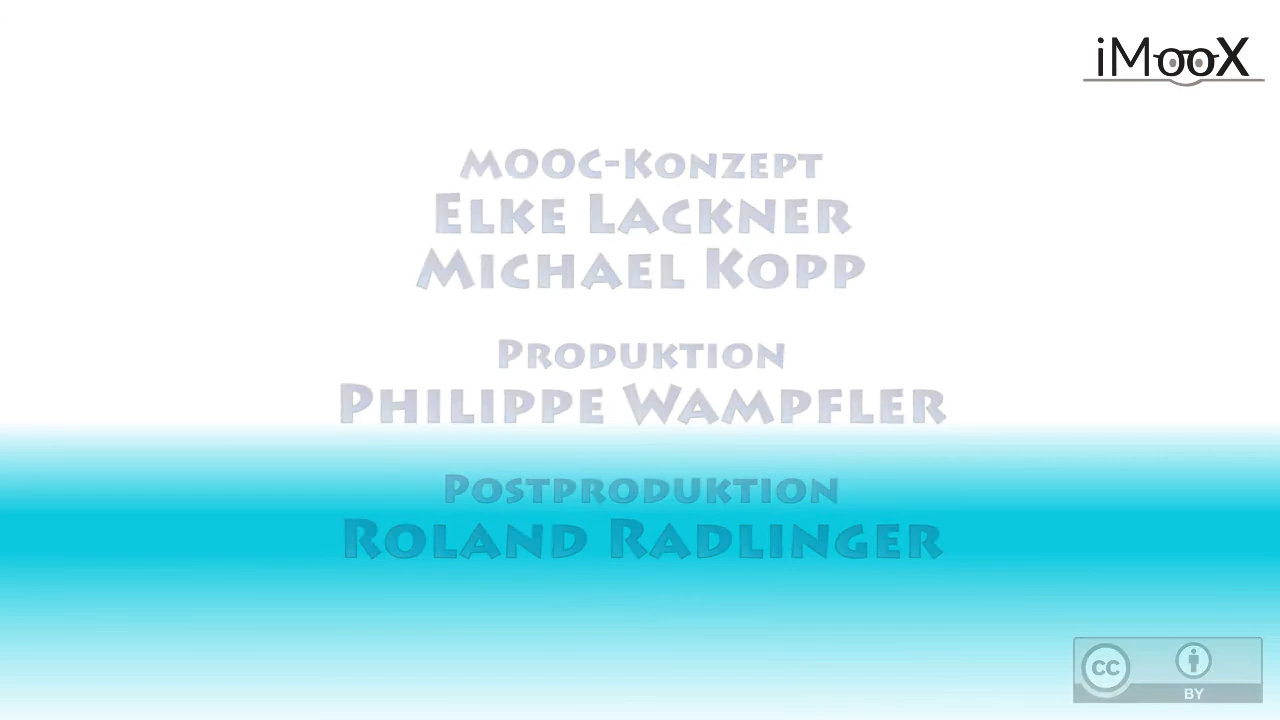 iMooX
MOOC-Konzept
Elke Lackner
Michael Kopp
Produktion
Philippe Wampfler
Postproduktion
Roland Radlinger
cc
BY